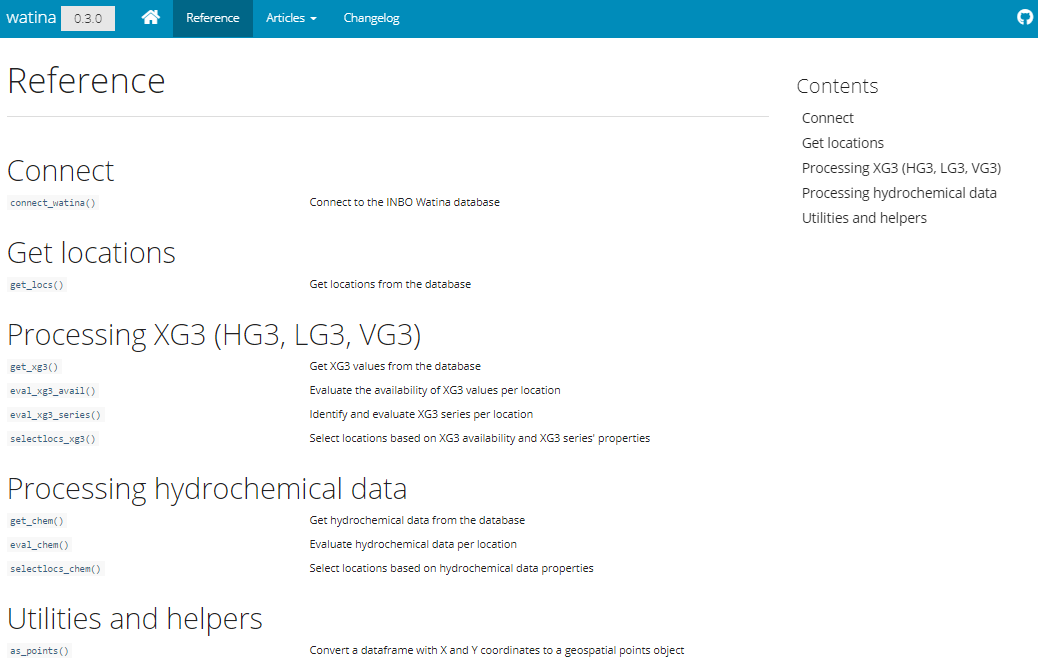 watina 0.3.0 Reference Articles Changelog
Reference
Contents
Connect
Get locations
Processing XG3 (HG3, LG3, VG3)
Processing hydrochemical data
Utilities and helpers
Connect
connect_watina() Connect to the INBO Watina database
Get locations
get_locs() Get locations from the database
Processing XG3 (HG3, LG3, VG3)
get_xg3() Get XG3 values from the database
eval_xg3_avail() Evaluate the availability of XG3 values per location
eval_xg3_series() Identify and evaluate XG3 series per location
selectlocs_xg3() Select locations based on XG3 availability and XG3 series' properties
Processing hydrochemical data
get_chem() Get hydrochemical data from the database
eval_chem() Evaluate hydrochemical data per location
selectlocs_chem() Select locations based on hydrochemical data properties
Utilities and helpers
as_points() Convert a dataframe with X and Y coordinates to a geospatial points object